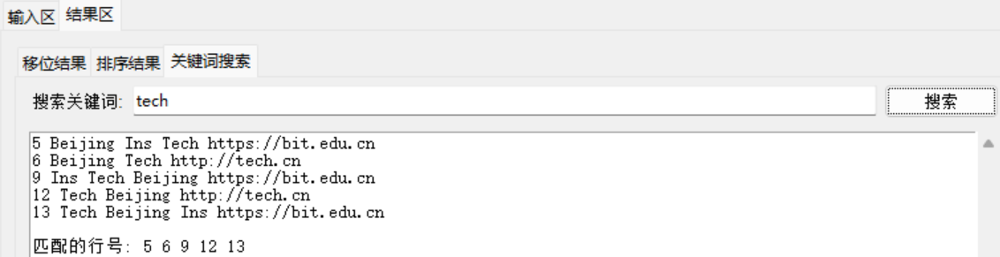 输入区 结果区
移位结果 排序结果 关键词搜索
搜索关键词: tech 搜索
5 Beijing Ins Tech https://bit.edu.cn
6 Beijing Tech http://tech.cn
9 Ins Tech Beijing https://bit.edu.cn
12 Tech Beijing http://tech.cn
13 Tech Beijing Ins https://bit.edu.cn
匹配的行号: 5 6 9 12 13